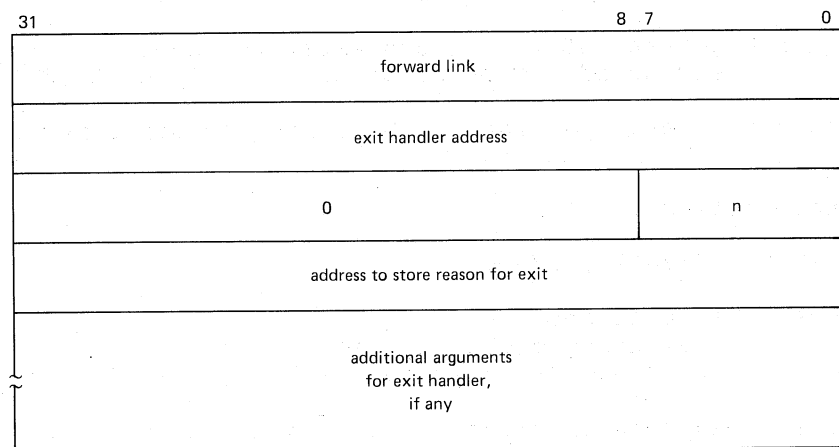 31 8 7 0
forward link
exit handler address
0 n
address to store reason for exit
additional arguments
for exit handler,
if any